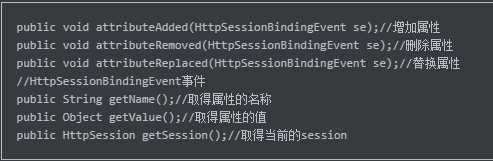 public void attributeAdded(HttpSessionBindingEvent se);//增加属性
public void attributeRemoved(HttpSessionBindingEvent se);//删除属性
public void attributeReplaced(HttpSessionBindingEvent se);//替换属性
//HttpSessionBindingEvent事件
public String getName();//取得属性的名称
public Object getValue();//取得属性的值
public HttpSession getSession();//取得当前的session